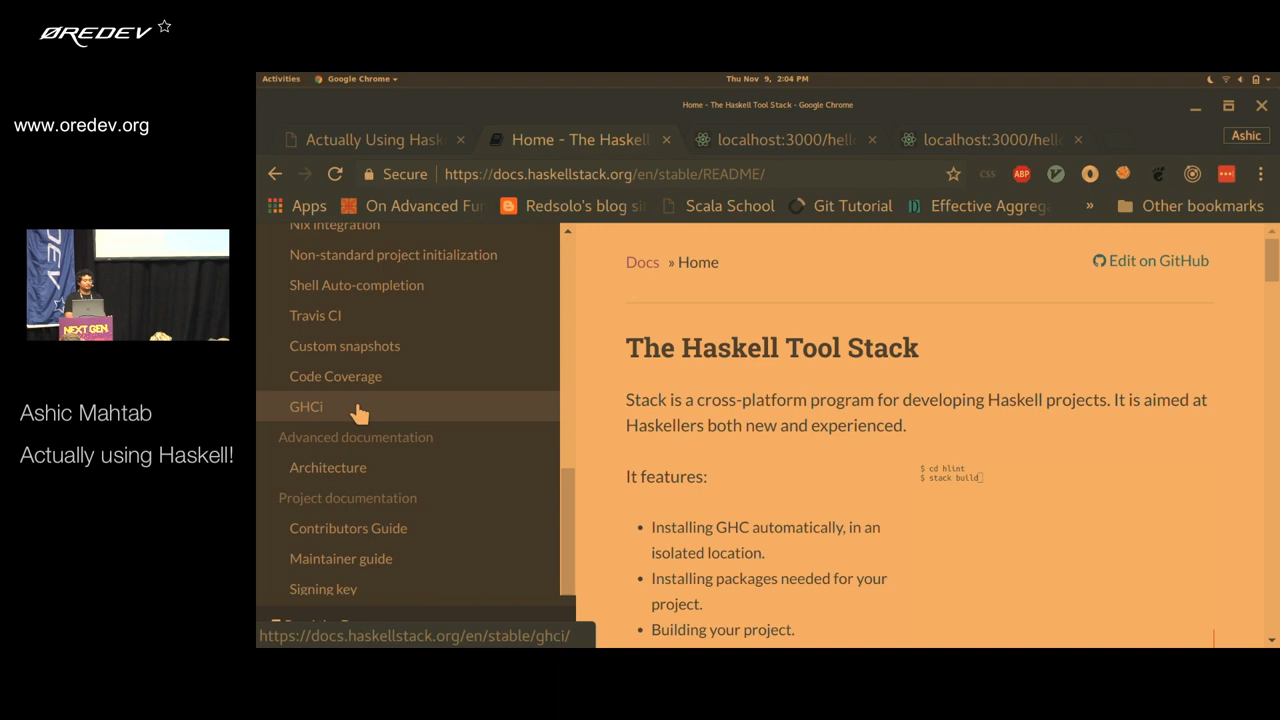 ØREDEV
www.oredev.org
NEXT GEN
Ashic Mahtab
Actually using Haskell!
Activities
Google Chrome
Thu Nov 9, 2:04 PM
Home - The Haskell Tool Stack - Google Chrome
Actually Using Hask
Home - The Haskell
localhost:3000/hell
localhost:3000/hell
Ashic
Secure
https://docs.haskellstack.org/en/stable/README/
CSS
ABP
Apps
On Advanced Fun
Redsolo's blog si
Scala School
Git Tutorial
Effective Aggreg
»
Other bookmarks
Nix integration
Non-standard project initialization
Shell Auto-completion
Travis CI
Custom snapshots
Code Coverage
GHCi
Advanced documentation
Architecture
Project documentation
Contributors Guide
Maintainer guide
Signing key
https://docs.haskellstack.org/en/stable/ghci/
Docs » Home
Edit on GitHub
The Haskell Tool Stack
Stack is a cross-platform program for developing Haskell projects. It is aimed at
Haskellers both new and experienced.
It features:
$ cd hlint
$ stack build
• Installing GHC automatically, in an
isolated location.
• Installing packages needed for your
project.
• Building your project.